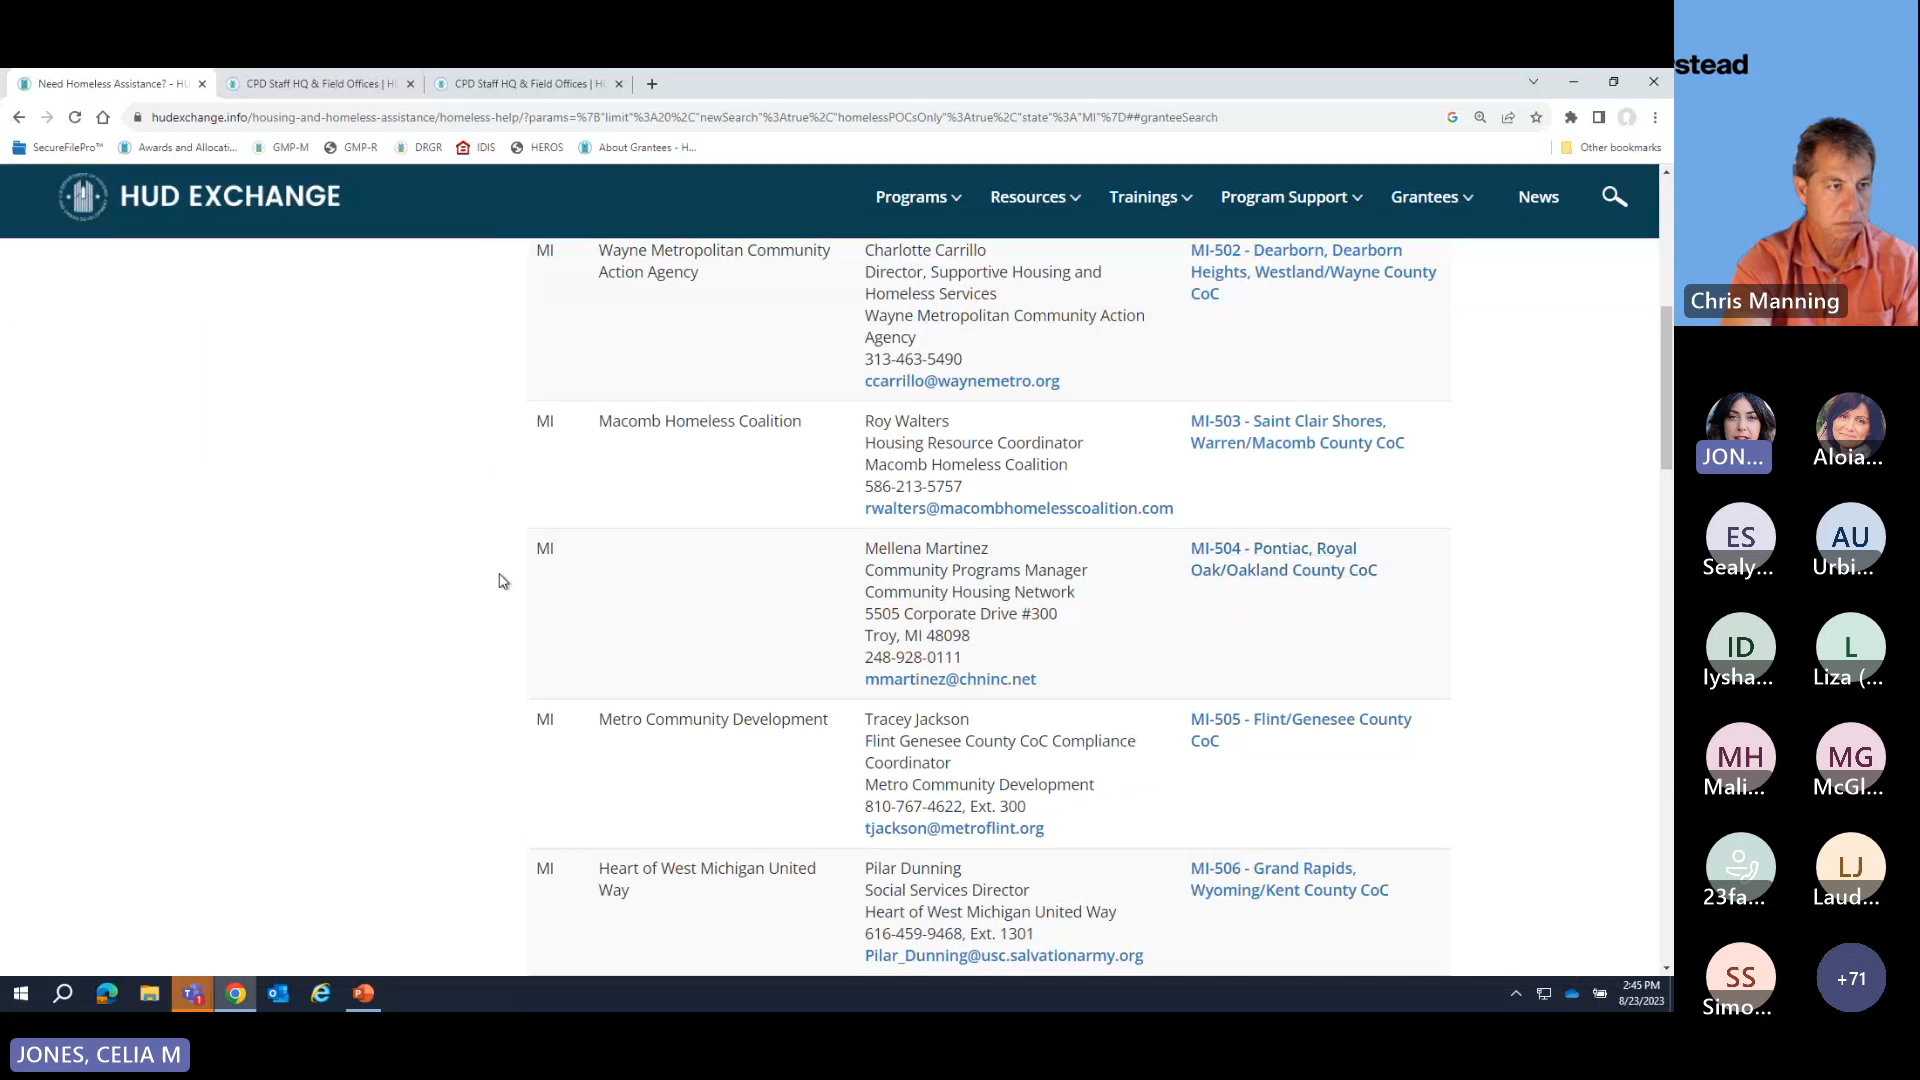 stead
Need Homeless Assistance? - HU
CPD Staff HQ & Field Offices | HU
CPD Staff HQ & Field Offices | HU
hudexchange.info/housing-and-homeless-assistance/homeless-help/?params=%7B"limit"%3A20%2C"newSearch"%3Atrue%2C"homelessPOCsOnly"%3Atrue%2C"state"%3A"MI"%7D##granteeSearch
SecureFilePro™ Awards and Allocati... GMP-M GMP-R DRGR IDIS HEROS About Grantees - H... Other bookmarks
HUD EXCHANGE
Programs Resources Trainings Program Support Grantees News
MI
Wayne Metropolitan Community
Action Agency
Charlotte Carrillo
Director, Supportive Housing and
Homeless Services
Wayne Metropolitan Community Action
Agency
313-463-5490
ccarrillo@waynemetro.org
MI-502 - Dearborn, Dearborn
Heights, Westland/Wayne County
CoC
MI
Macomb Homeless Coalition
Roy Walters
Housing Resource Coordinator
Macomb Homeless Coalition
586-213-5757
rwalters@macombhomelesscoalition.com
MI-503 - Saint Clair Shores,
Warren/Macomb County CoC
MI
Mellena Martinez
Community Programs Manager
Community Housing Network
5505 Corporate Drive #300
Troy, MI 48098
248-928-0111
mmartinez@chninc.net
MI-504 - Pontiac, Royal
Oak/Oakland County CoC
MI
Metro Community Development
Tracey Jackson
Flint Genesee County CoC Compliance
Coordinator
Metro Community Development
810-767-4622, Ext. 300
tjackson@metroflint.org
MI-505 - Flint/Genesee County
CoC
MI
Heart of West Michigan United
Way
Pilar Dunning
Social Services Director
Heart of West Michigan United Way
616-459-9468, Ext. 1301
Pilar_Dunning@usc.salvationarmy.org
MI-506 - Grand Rapids,
Wyoming/Kent County CoC
2:45 PM
8/23/2023
Chris Manning
JON...
Aloia...
ES
Sealy...
AU
Urbi...
ID
Iysha...
L
Liza (...
MH
Mali...
MG
McGl...
23fa...
LJ
Laud...
SS
Simo...
+71
JONES, CELIA M